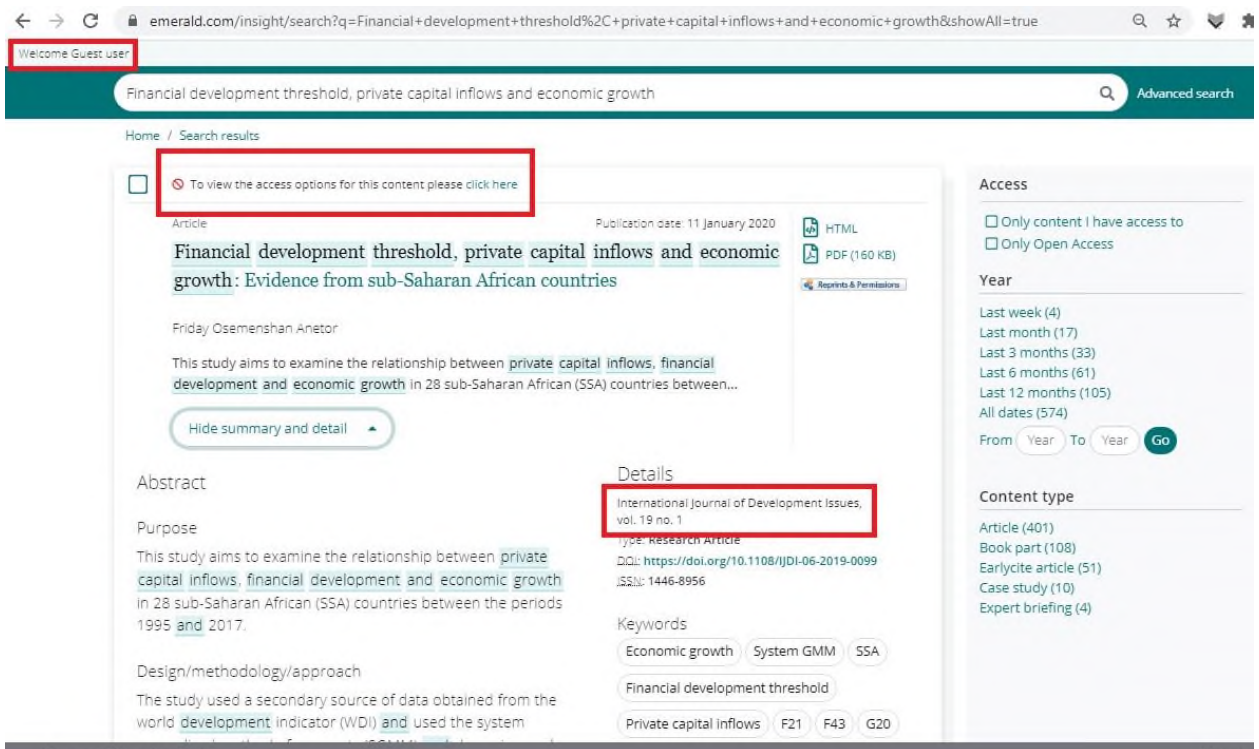 emerald.com/insight/search?q=Financial+development+threshold%2C+private+capital+inflows+and+economic+growth&showAll=true
Welcome Guest user
Financial development threshold, private capital inflows and economic growth
Advanced search
Home / Search results
To view the access options for this content please click here
Article
Publication date: 11 January 2020
Financial development threshold, private capital inflows and economic
growth: Evidence from sub-Saharan African countries
Friday Osemenshan Anetor
This study aims to examine the relationship between private capital inflows, financial
development and economic growth in 28 sub-Saharan African (SSA) countries between...
Hide summary and detail
HTML
PDF (160 KB)
Reprints & Permissions
Abstract
Purpose
This study aims to examine the relationship between private
capital inflows, financial development and economic growth
in 28 sub-Saharan African (SSA) countries between the periods
1995 and 2017.
Design/methodology/approach
The study used a secondary source of data obtained from the
world development indicator (WDI) and used the system
Details
International Journal of Development Issues,
vol. 19 no. 1
Type: Research Article
DOI: https://doi.org/10.1108/IJDI-06-2019-0099
ISSN: 1446-8956
Keywords
Economic growth System GMM SSA
Financial development threshold
Private capital inflows F21 F43 G20
Access
Only content I have access to
Only Open Access
Year
Last week (4)
Last month (17)
Last 3 months (33)
Last 6 months (61)
Last 12 months (105)
All dates (574)
From Year To Year Go
Content type
Article (401)
Book part (108)
Earlycite article (51)
Case study (10)
Expert briefing (4)